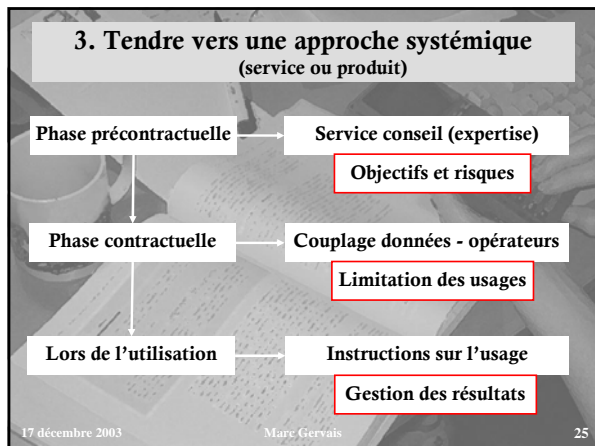 3. Tendre vers une approche systémique
(service ou produit)
Phase précontractuelle
Service conseil (expertise)
Objectifs et risques
Phase contractuelle
Couplage données - opérateurs
Limitation des usages
Lors de l'utilisation
Instructions sur l'usage
Gestion des résultats
17 décembre 2003
Marc Gervais
25